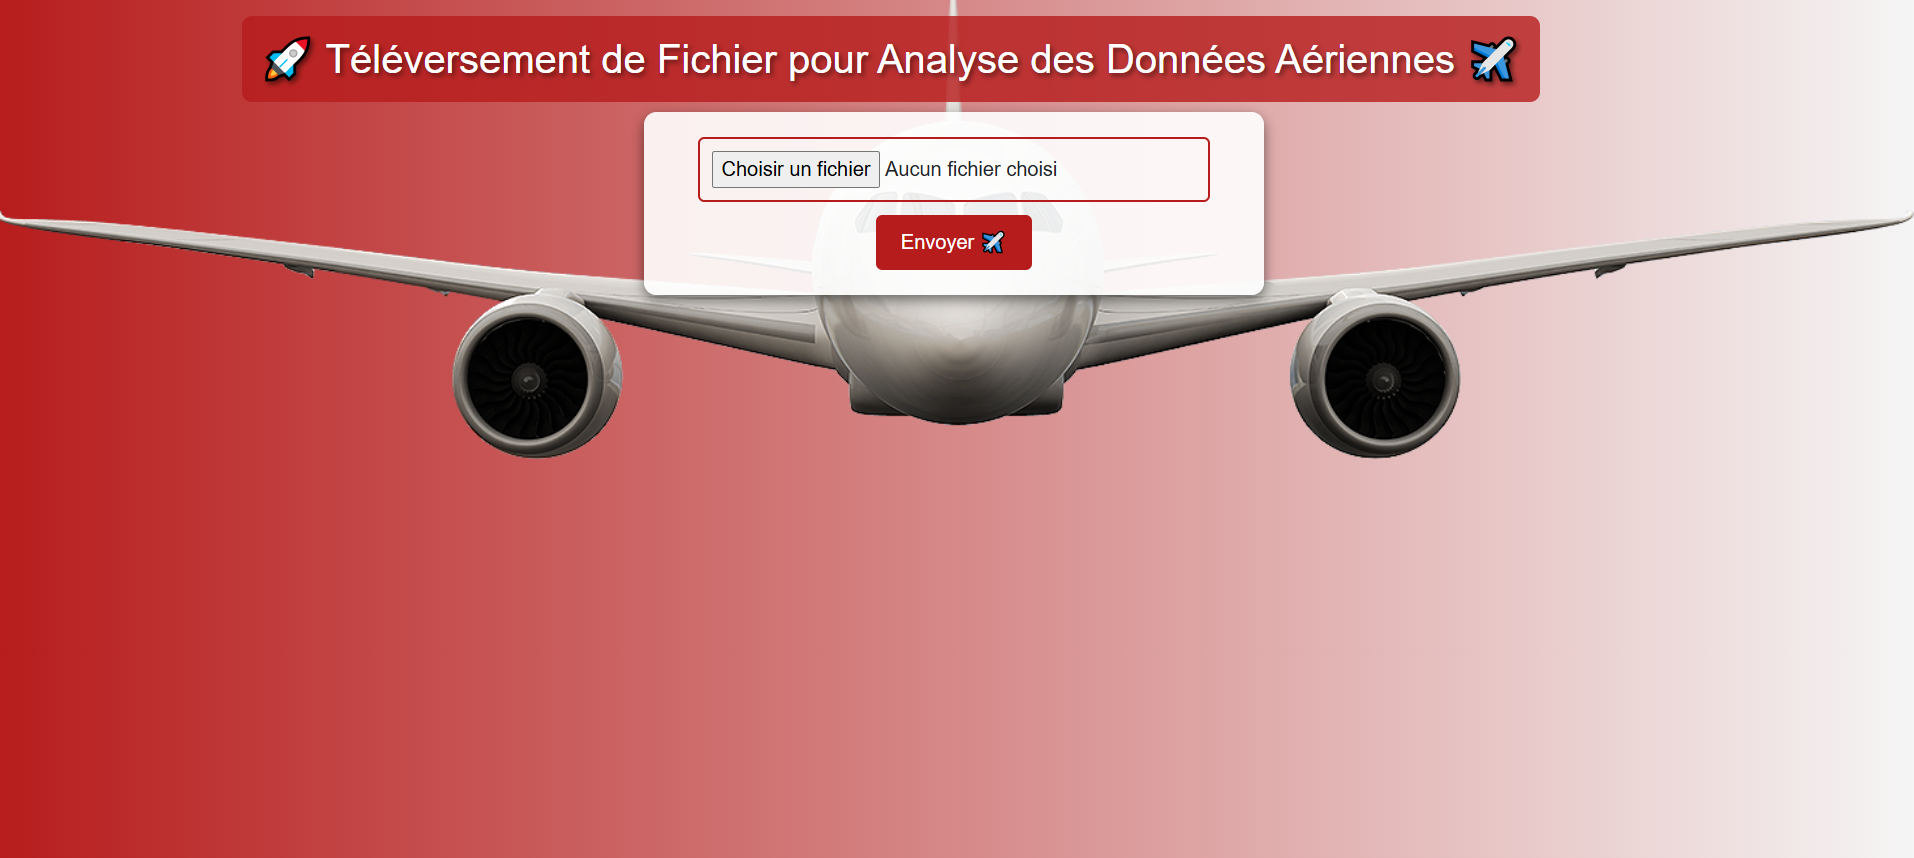 🚀 Téléversement de Fichier pour Analyse des Données Aériennes ✈️
Choisir un fichier Aucun fichier choisi
Envoyer ✈️